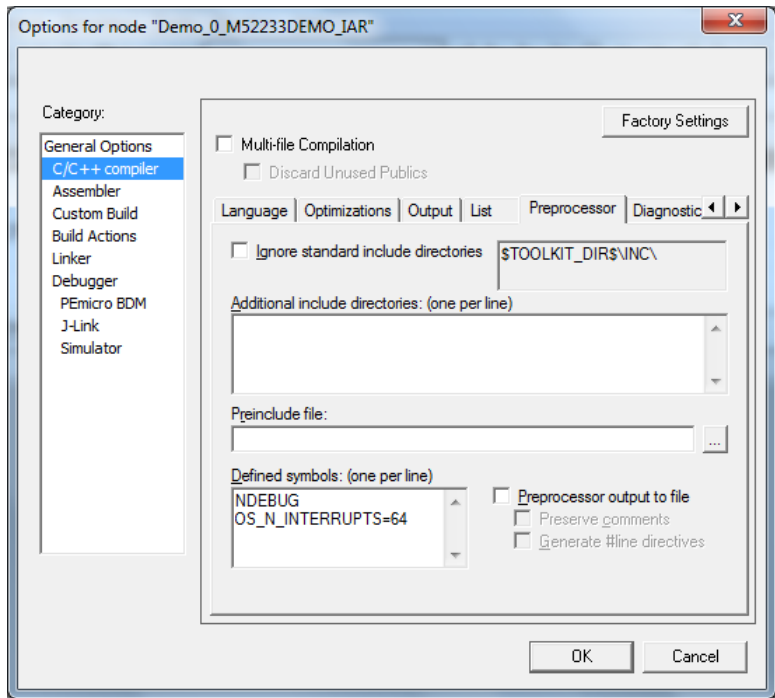 Options for node "Demo_0_M52233DEMO_IAR"
Category:
General Options
C/C++ compiler
Assembler
Custom Build
Build Actions
Linker
Debugger
PEmicro BDM
J-Link
Simulator
Factory Settings
Multi-file Compilation
Discard Unused Publics
Language Optimizations Output List Preprocessor Diagnostic
Ignore standard include directories $TOOLKIT_DIR$\INC\
Additional include directories: (one per line)
Preinclude file:
...
Defined symbols: (one per line)
NDEBUG
OS_N_INTERRUPTS=64
Preprocessor output to file
Preserve comments
Generate #line directives
OK Cancel